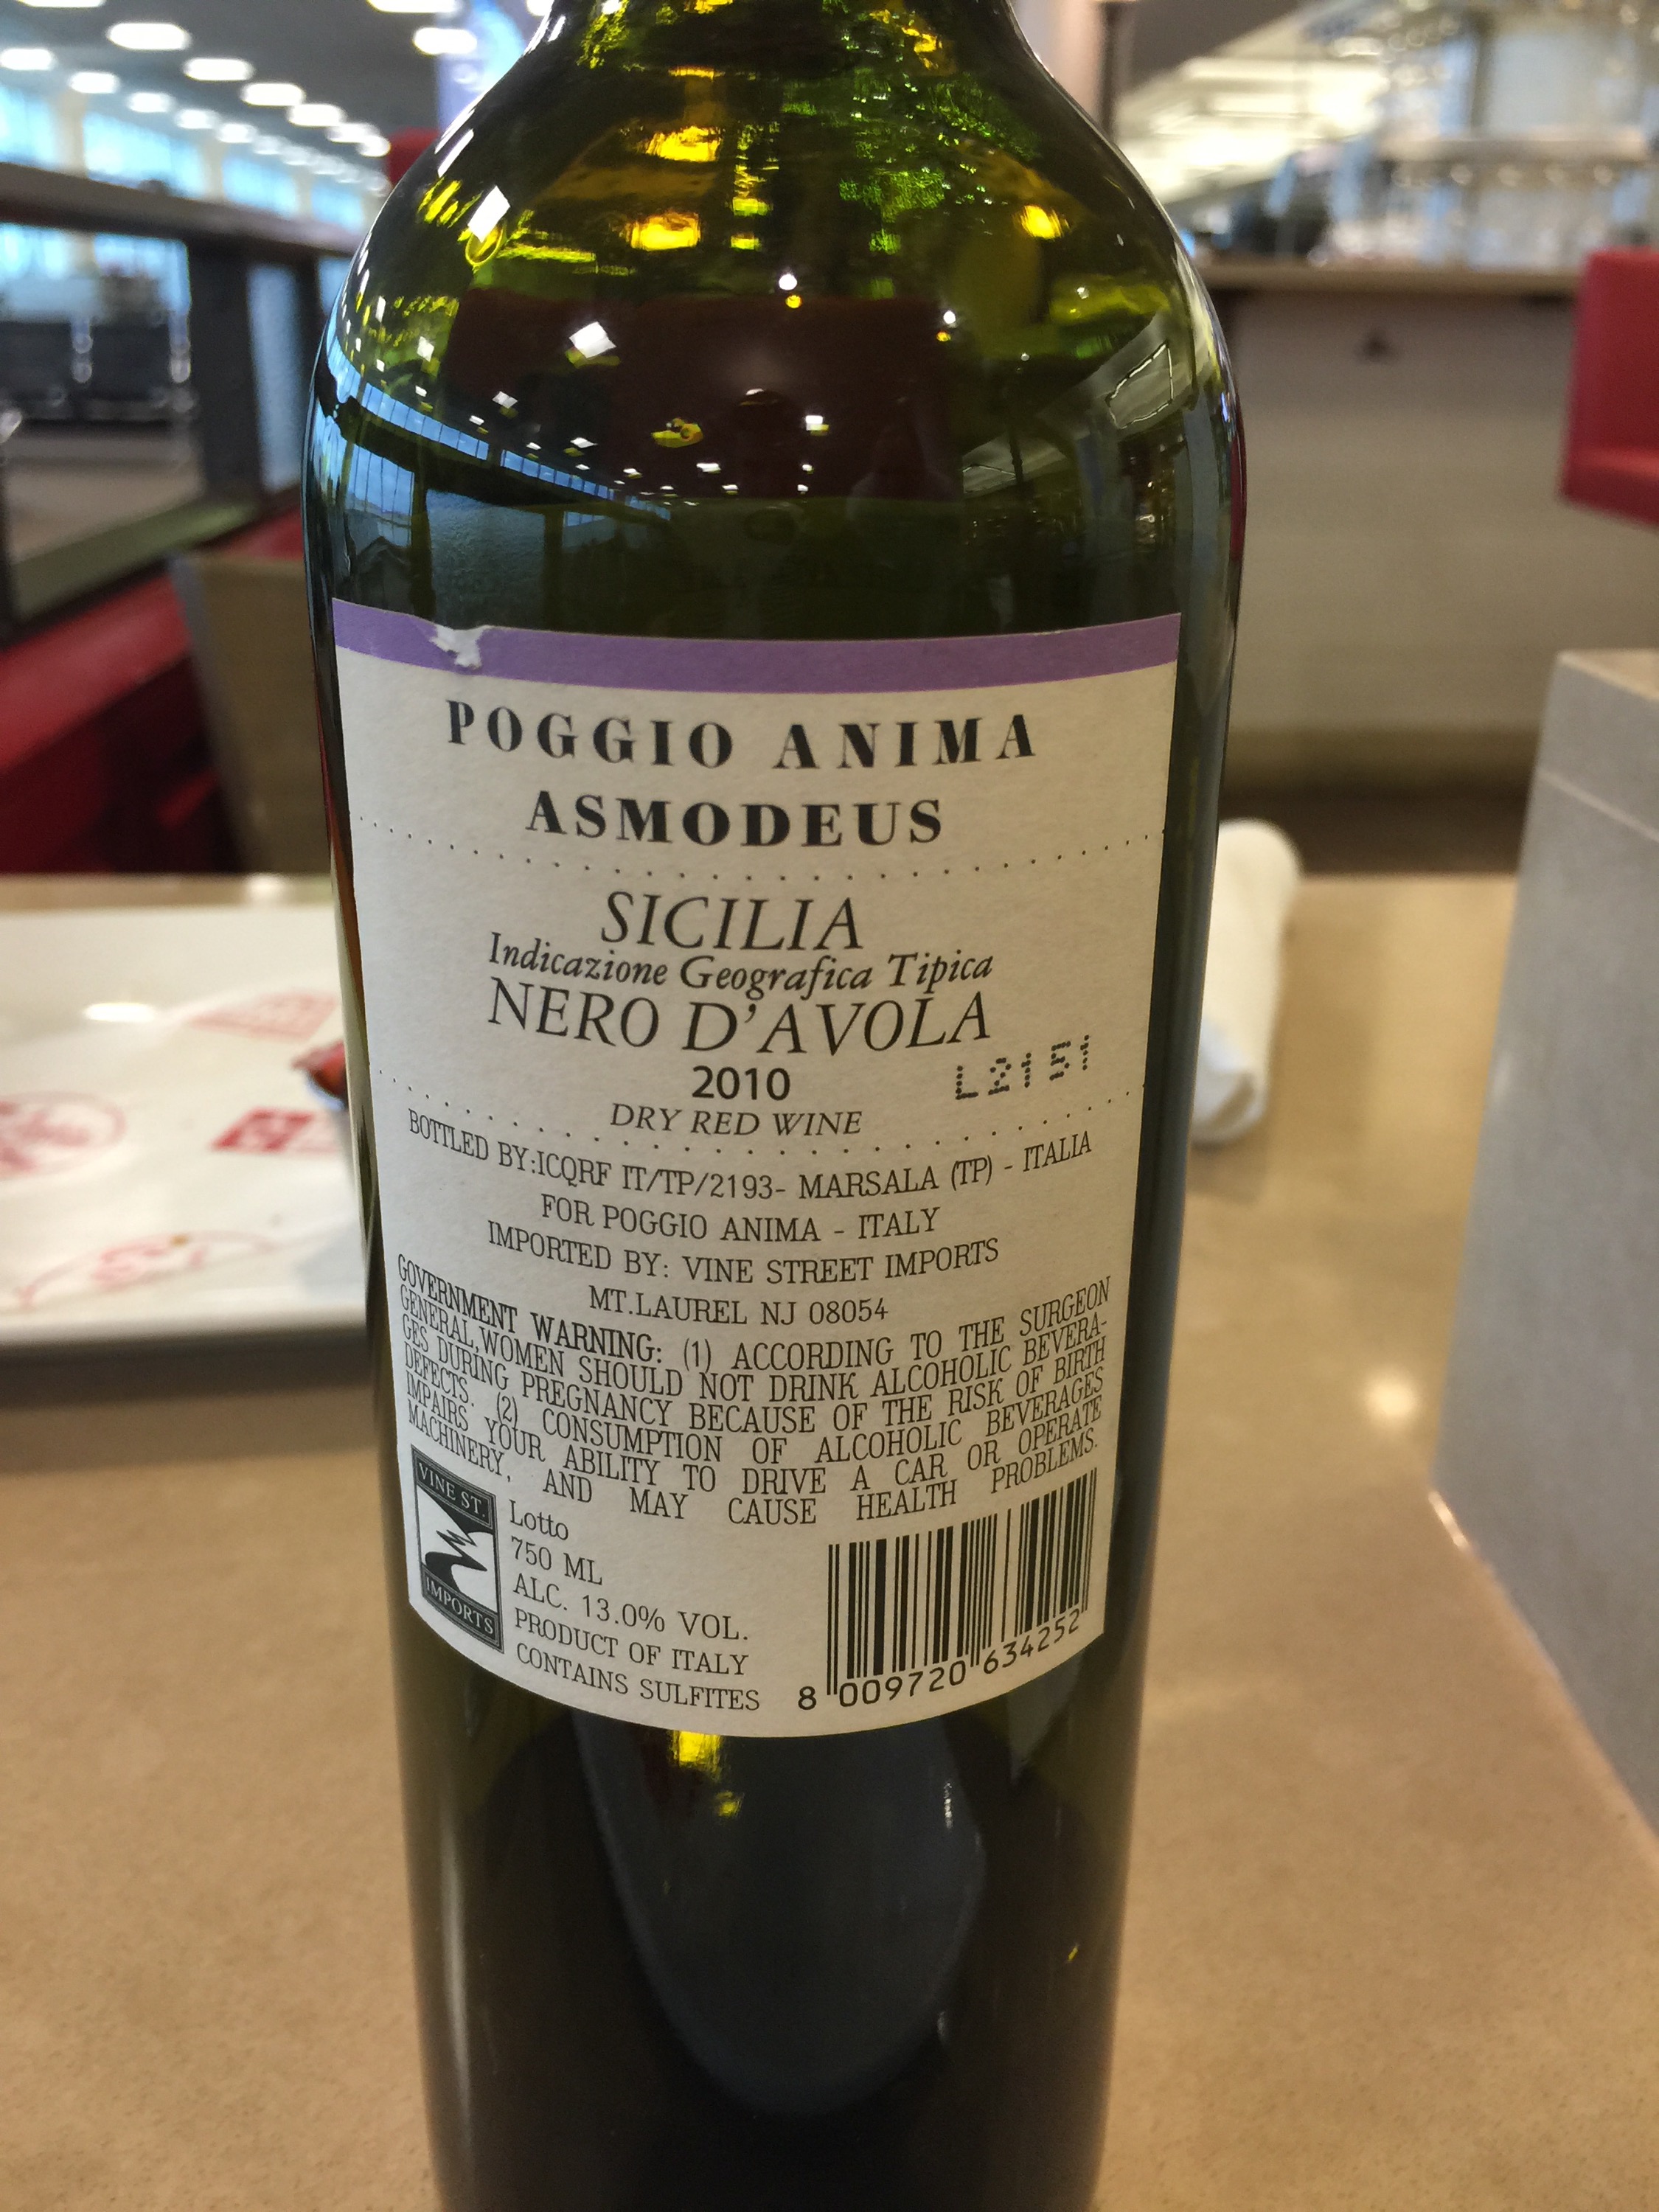 POGGIO ANIMA
ASMODEUS
SICILIA
Indicazione Geografica Tipica
NERO D'AVOLA
2010
L2151
DRY RED WINE
BOTTLED BY:ICQRF IT/TP/2193- MARSALA (TP) - ITALIA
FOR POGGIO ANIMA - ITALY
IMPORTED BY: VINE STREET IMPORTS
MT.LAUREL NJ 08054
GOVERNMENT WARNING: (1) ACCORDING TO THE SURGEON
GENERAL,WOMEN SHOULD NOT DRINK ALCOHOLIC BEVERA-
GES DURING PREGNANCY BECAUSE OF THE RISK OF BIRTH
DEFECTS. (2) CONSUMPTION OF ALCOHOLIC BEVERAGES
IMPAIRS YOUR ABILITY TO DRIVE A CAR OR OPERATE
MACHINERY, AND MAY CAUSE HEALTH PROBLEMS.
VINE ST.
IMPORTS
Lotto
750 ML
ALC. 13.0% VOL.
PRODUCT OF ITALY
CONTAINS SULFITES
8 009720 634252